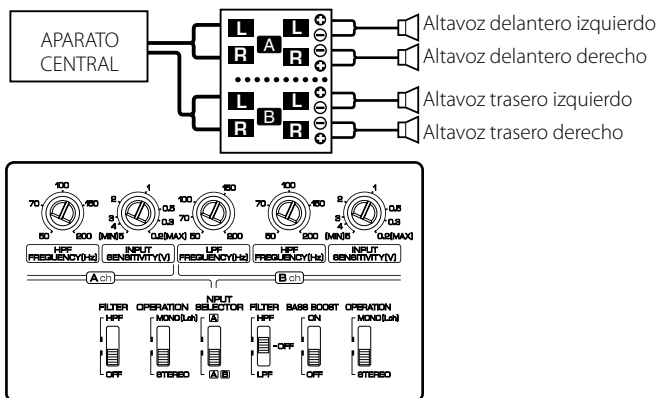 APARATO
CENTRAL
L L
A
R R
L L
B
R R
Altavoz delantero izquierdo
Altavoz delantero derecho
Altavoz trasero izquierdo
Altavoz trasero derecho
100
70 150
50 200
HPF
FREQUENCY(Hz)
1
2 0.5
3 0.3
4
(MIN)5 0.2(MAX)
INPUT
SENSITIVITY(V)
100 150
70
50 200
LPF
FREQUENCY(Hz)
100
70 150
50 200
HPF
FREQUENCY(Hz)
1
2 0.5
3 0.3
4
(MIN)5 0.2(MAX)
INPUT
SENSITIVITY(V)
A ch
B ch
FILTER
HPF
OFF
OPERATION
MONO(Lch)
STEREO
INPUT
SELECTOR
A
A B
FILTER
HPF
OFF
LPF
BASS BOOST
ON
OFF
OPERATION
MONO(Lch)
STEREO